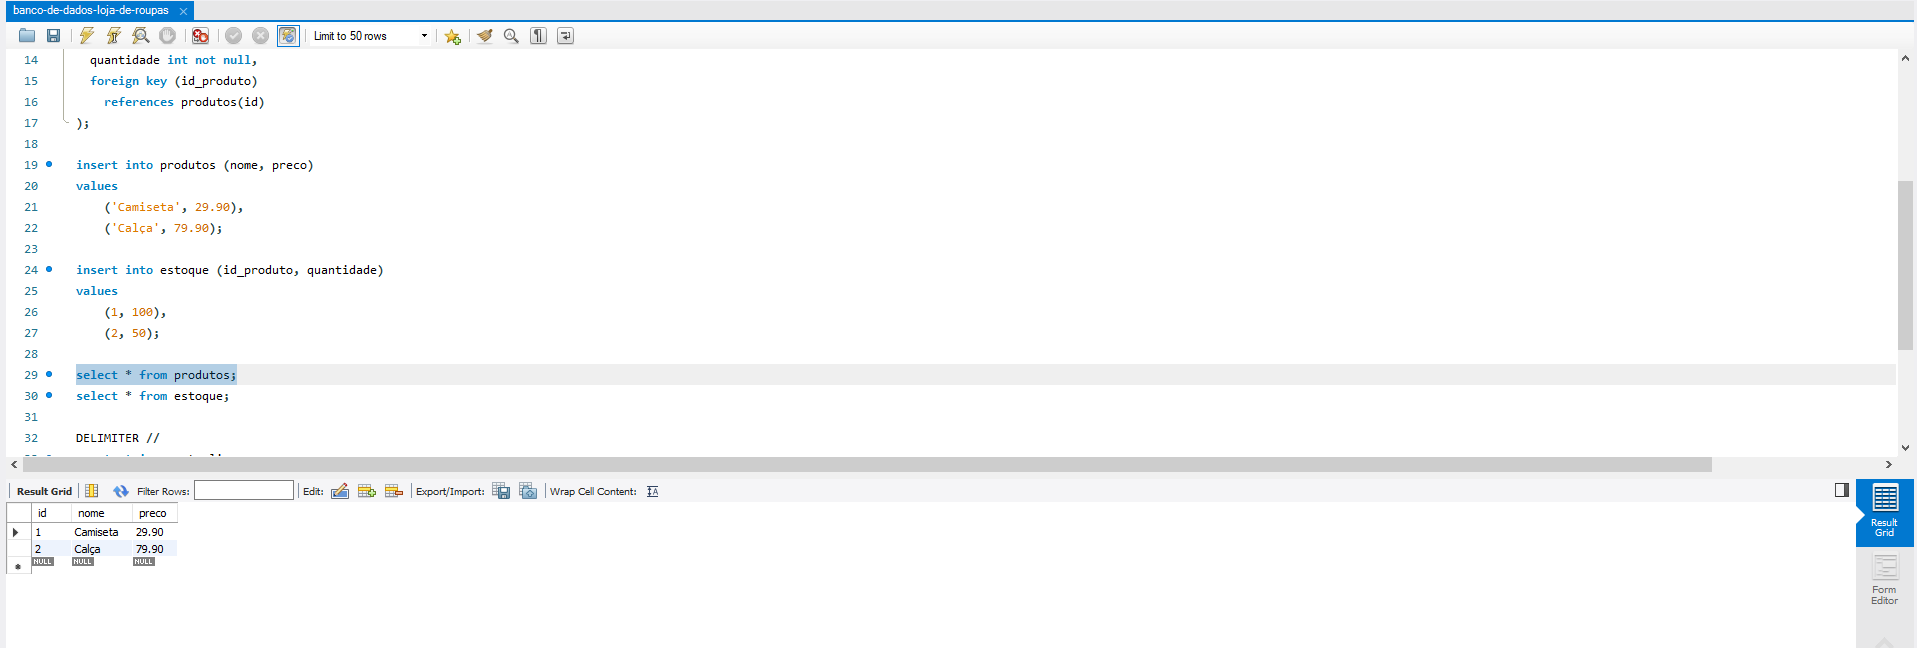 banco-de-dados-loja-de-roupas
Limit to 50 rows
14 quantidade int not null,
15 foreign key (id_produto)
16 references produtos(id)
17 );
18
19 insert into produtos (nome, preco)
20 values
21 ('Camiseta', 29.90),
22 ('Calça', 79.90);
23
24 insert into estoque (id_produto, quantidade)
25 values
26 (1, 100),
27 (2, 50);
28
29 select * from produtos;
30 select * from estoque;
31
32 DELIMITER //
Result Grid Filter Rows: Edit: Export/Import: Wrap Cell Content:
id nome preco
1 Camiseta 29.90
2 Calça 79.90
NULL NULL NULL
Result
Grid
Form
Editor